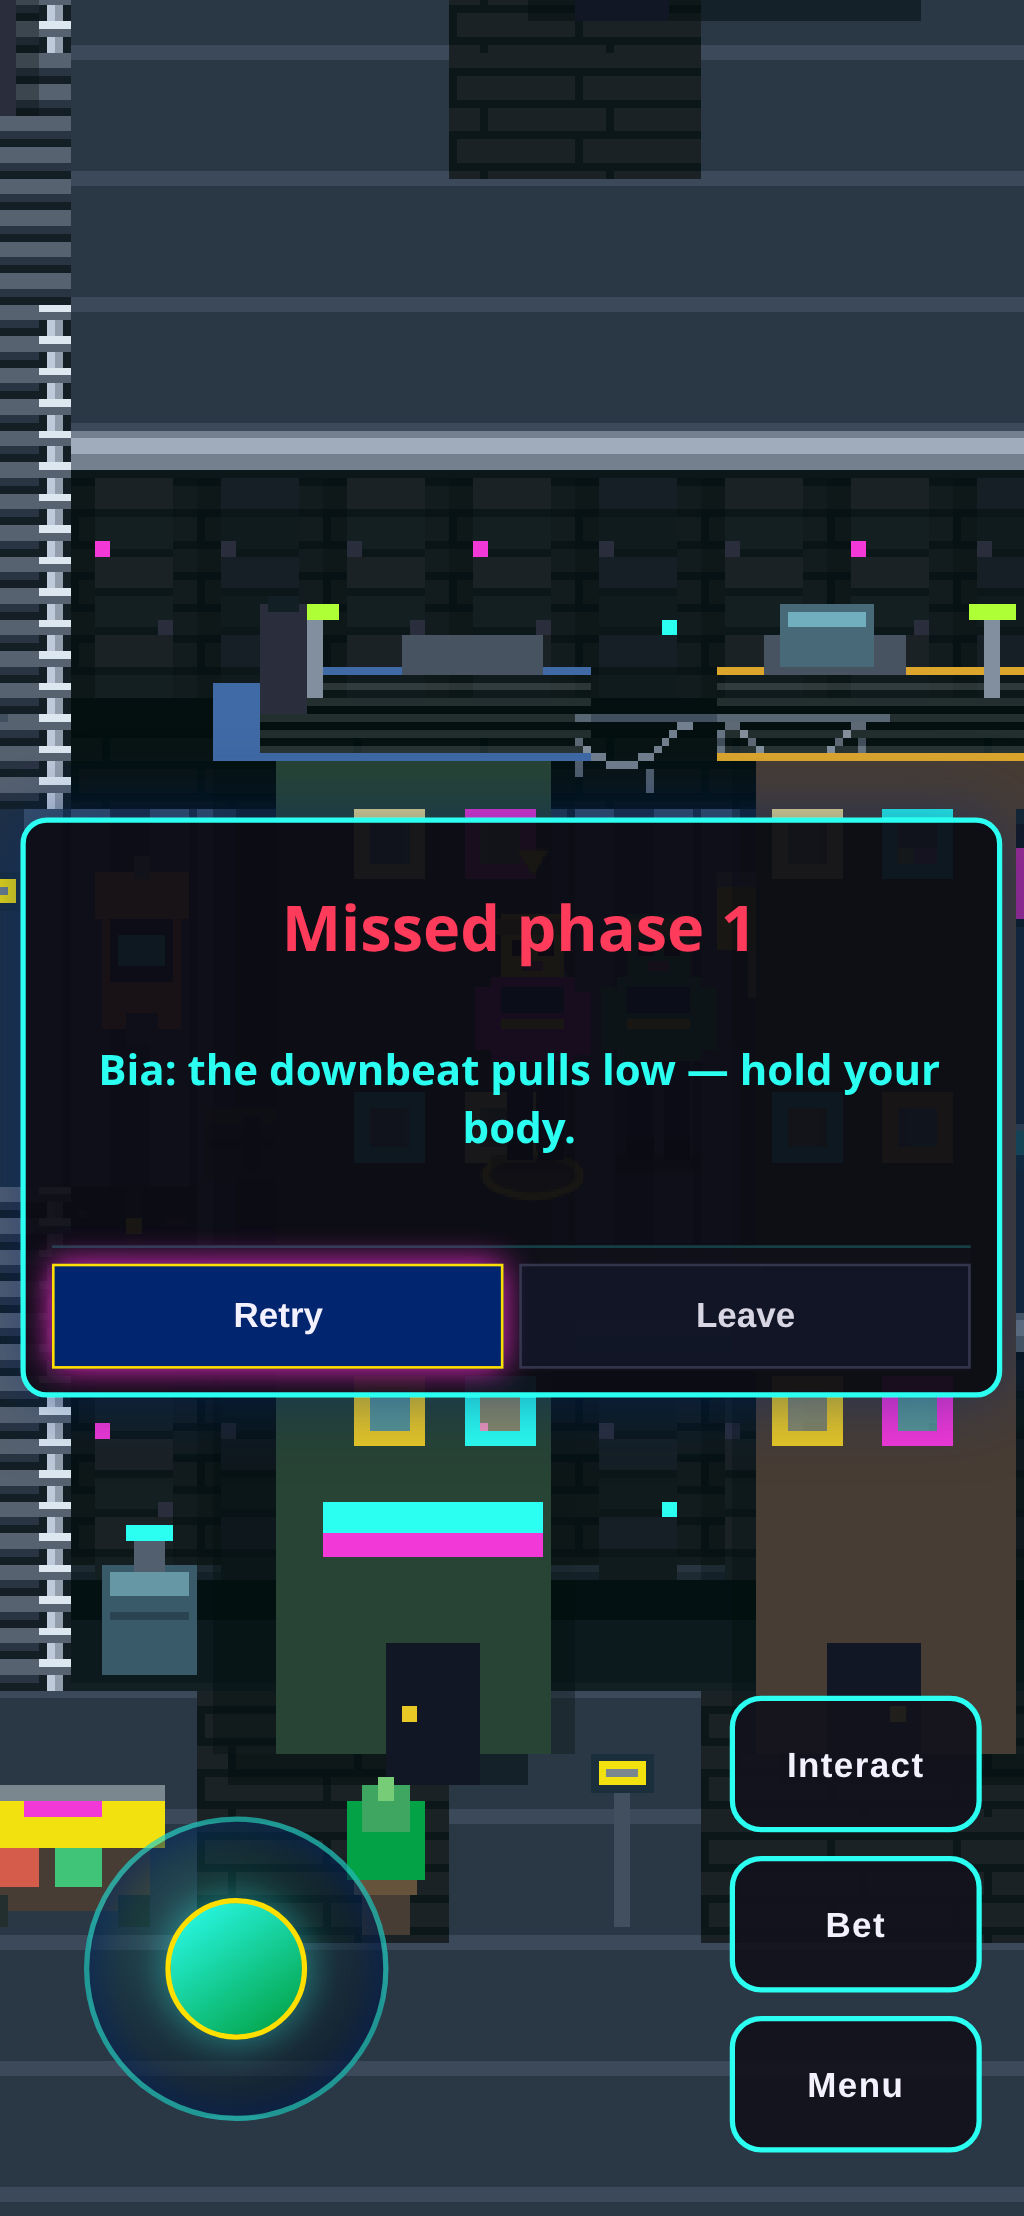 Missed phase 1
Bia: the downbeat pulls low — hold your
body.
Retry
Leave
Interact
Bet
Menu